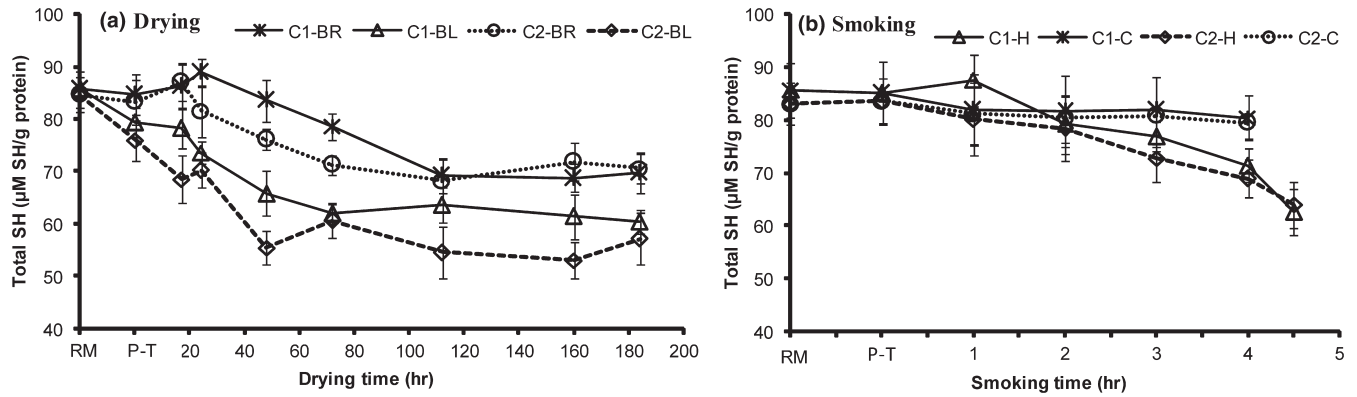 (a) Drying
C1-BR C1-BL C2-BR C2-BL
Total SH (µM SH/g protein)
100
90
80
70
60
50
40
RM P-T 20 40 60 80 100 120 140 160 180 200
Drying time (hr)
(b) Smoking
C1-H C1-C C2-H C2-C
Total SH (µM SH/g protein)
100
90
80
70
60
50
40
RM P-T 1 2 3 4 5
Smoking time (hr)